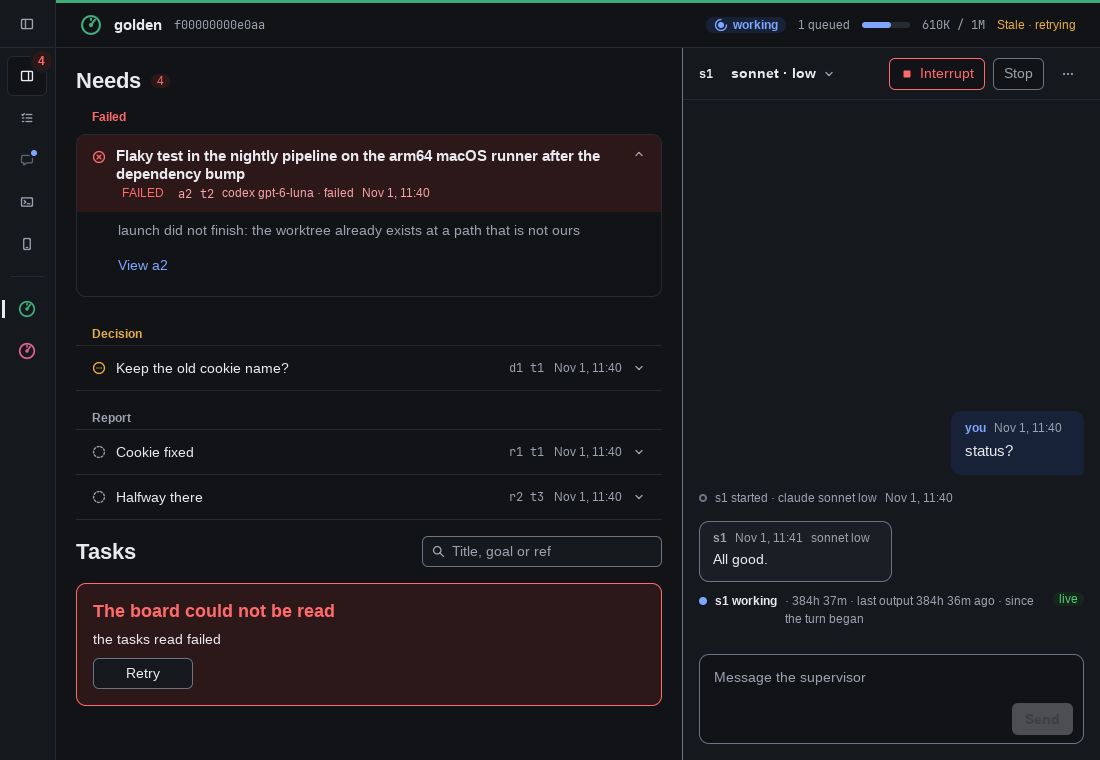 golden f00000000e0aa working 1 queued 610K / 1M Stale · retrying
4
Needs 4
Failed
Flaky test in the nightly pipeline on the arm64 macOS runner after the
dependency bump
FAILED a2 t2 codex gpt-6-luna · failed Nov 1, 11:40
launch did not finish: the worktree already exists at a path that is not ours
View a2
Decision
Keep the old cookie name? d1 t1 Nov 1, 11:40
Report
Cookie fixed r1 t1 Nov 1, 11:40
Halfway there r2 t3 Nov 1, 11:40
Tasks Title, goal or ref
The board could not be read
the tasks read failed
Retry
s1 sonnet · low Interrupt Stop
you Nov 1, 11:40
status?
s1 started · claude sonnet low Nov 1, 11:40
s1 Nov 1, 11:41 sonnet low
All good.
s1 working · 384h 37m · last output 384h 36m ago · since live
the turn began
Message the supervisor
Send